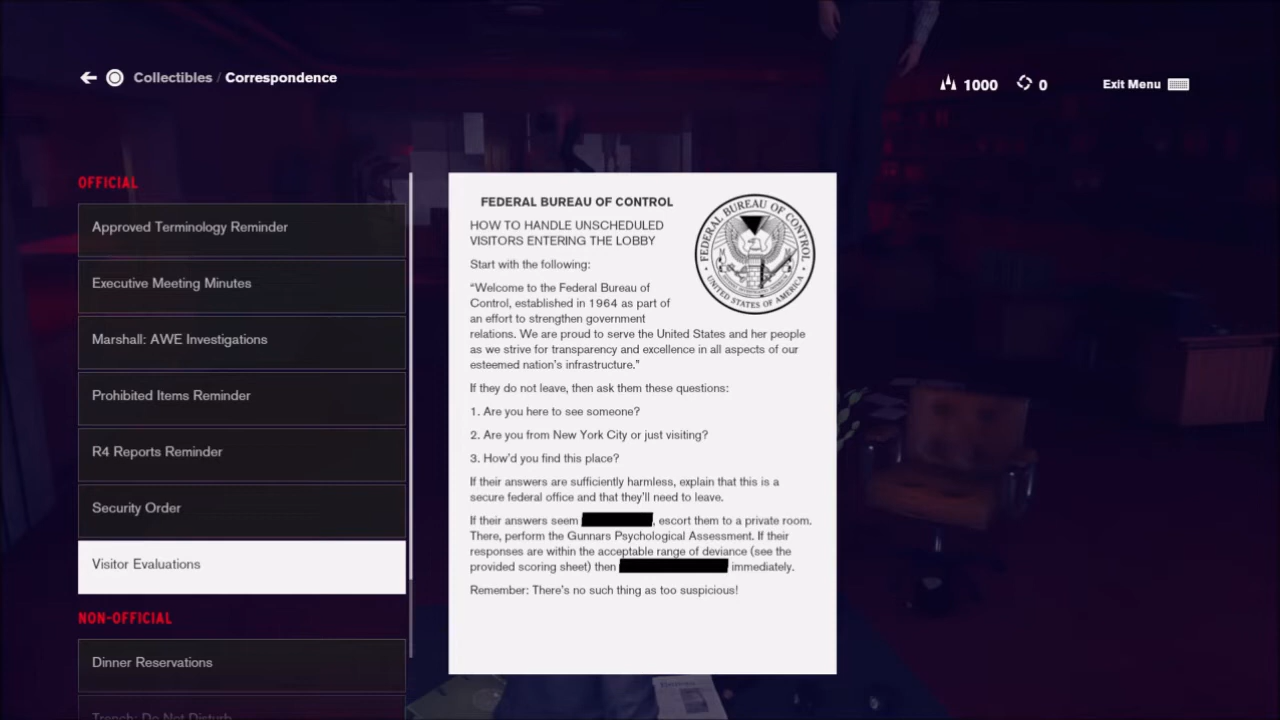 Collectibles / Correspondence
1000
0
Exit Menu
OFFICIAL
Approved Terminology Reminder
Executive Meeting Minutes
Marshall: AWE Investigations
Prohibited Items Reminder
R4 Reports Reminder
Security Order
Visitor Evaluations
NON-OFFICIAL
Dinner Reservations
Trench: Do Not Disturb
FEDERAL BUREAU OF CONTROL
HOW TO HANDLE UNSCHEDULED
VISITORS ENTERING THE LOBBY
Start with the following:
“Welcome to the Federal Bureau of
Control, established in 1964 as part of
an effort to strengthen government
relations. We are proud to serve the United States and her people
as we strive for transparency and excellence in all aspects of our
esteemed nation’s infrastructure.”
If they do not leave, then ask them these questions:
1. Are you here to see someone?
2. Are you from New York City or just visiting?
3. How’d you find this place?
If their answers are sufficiently harmless, explain that this is a
secure federal office and that they’ll need to leave.
If their answers seem , escort them to a private room.
There, perform the Gunnars Psychological Assessment. If their
responses are within the acceptable range of deviance (see the
provided scoring sheet) then immediately.
Remember: There’s no such thing as too suspicious!
FEDERAL BUREAU OF CONTROL
UNITED STATES OF AMERICA